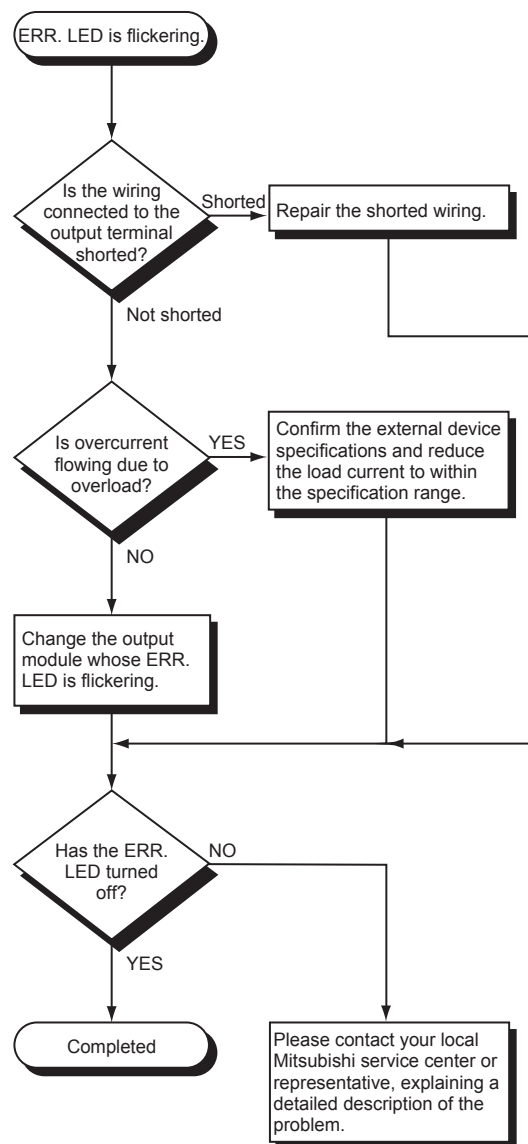 ERR. LED is flickering.
Is the wiring
connected to the
output terminal
shorted?
Shorted
Repair the shorted wiring.
Not shorted
Is overcurrent
flowing due to
overload?
YES
Confirm the external device
specifications and reduce
the load current to within
the specification range.
NO
Change the output
module whose ERR.
LED is flickering.
Has the ERR.
LED turned
off?
NO
YES
Completed
Please contact your local
Mitsubishi service center or
representative, explaining a
detailed description of the
problem.